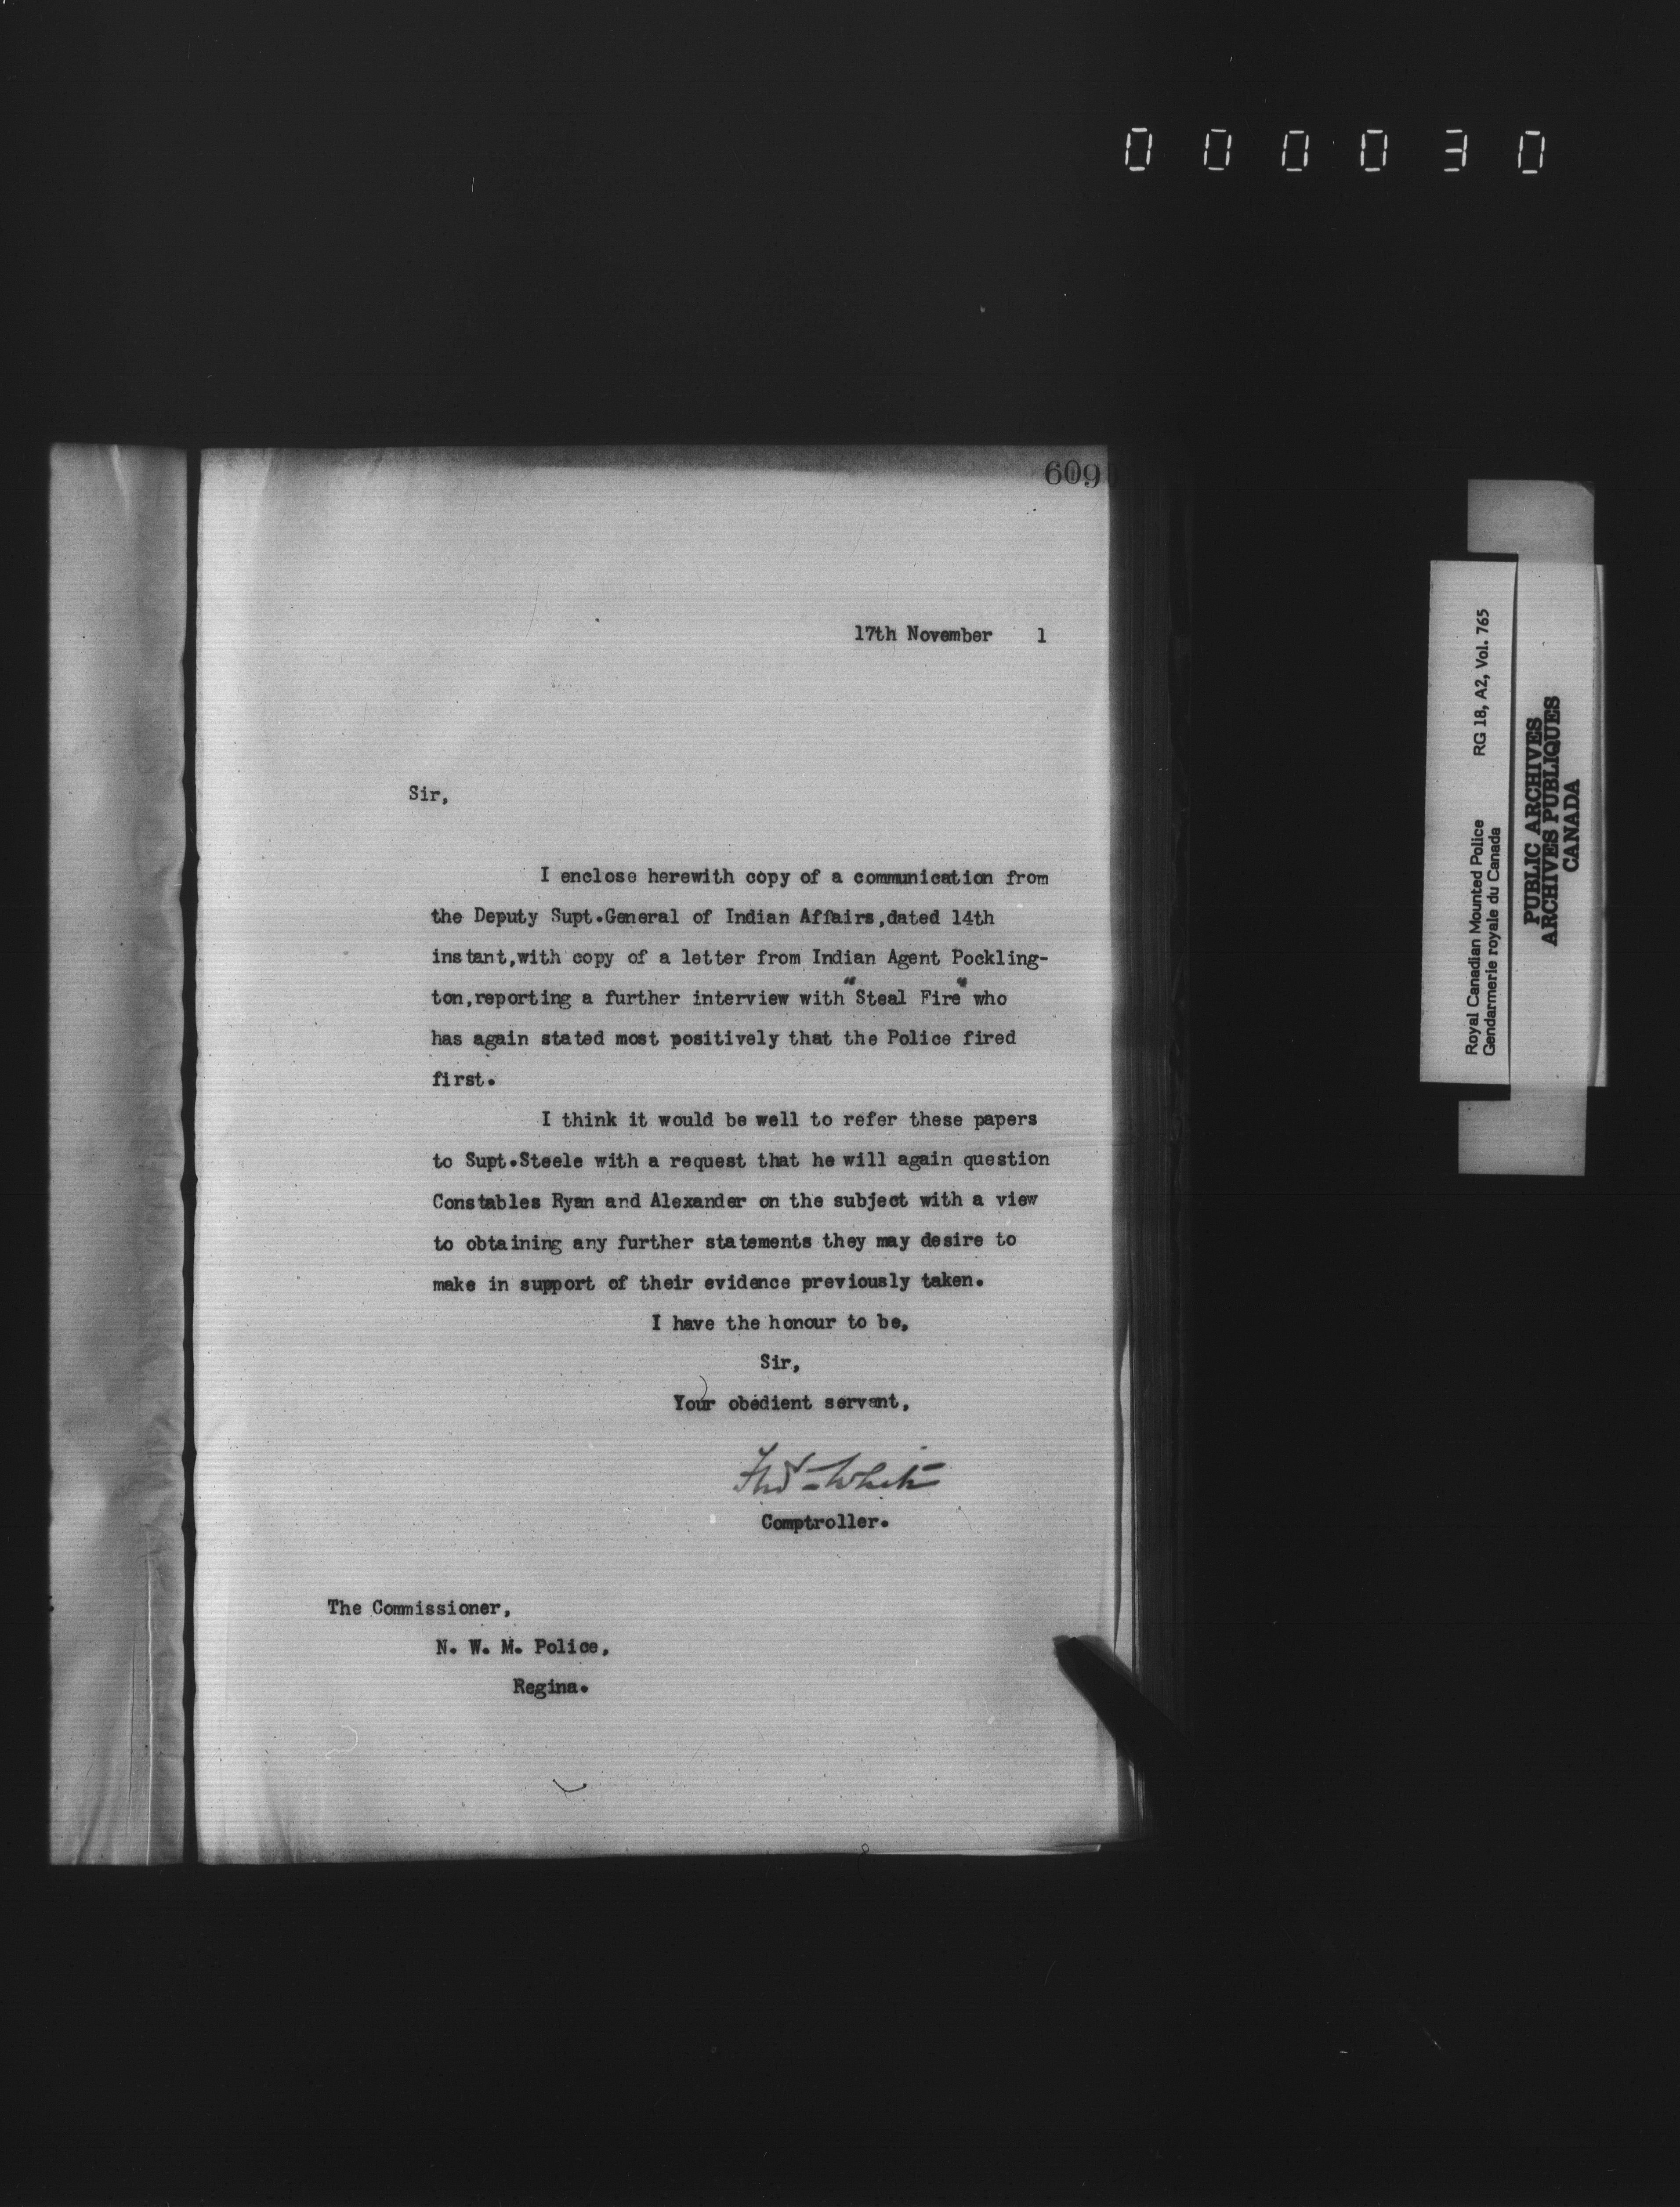 000030
609
17th November 1
Sir,
I enclose herewith copy of a communication from
the Deputy Supt.General of Indian Affairs,dated 14th
instant,with copy of a letter from Indian Agent Pockling-
ton,reporting a further interview with "Steal Fire" who
has again stated most positively that the Police fired
first.
I think it would be well to refer these papers
to Supt.Steele with a request that he will again question
Constables Ryan and Alexander on the subject with a view
to obtaining any further statements they may desire to
make in support of their evidence previously taken.
I have the honour to be,
Sir,
Your obedient servant,
Fred White
Comptroller.
The Commissioner,
N. W. M. Police,
Regina.
Royal Canadian Mounted Police RG 18, A2, Vol. 765
Gendarmerie royale du Canada
PUBLIC ARCHIVES
ARCHIVES PUBLIQUES
CANADA